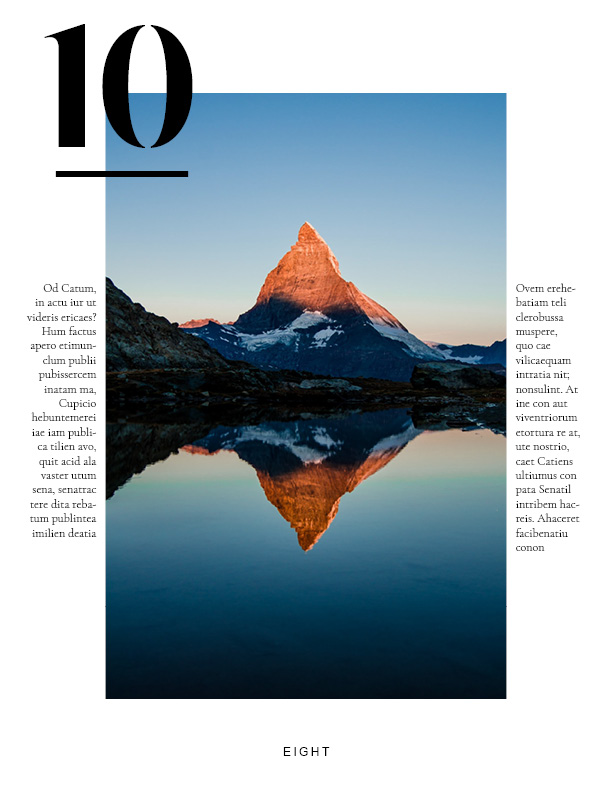 10
Od Catum,
in actu iur ut
videris ericaes?
Hum factus
apero etimun-
clum publii
pubissercem
inatam ma,
Cupicio
hebuntemerei
iae iam publi-
ca tilien avo,
quit acid ala
vaster utum
sena, senatrac
tere dita reba-
tum publintea
imilien deatia
Ovem erehe-
batiam teli
clerobussa
muspere,
quo cae
vilicaequam
intratia nit;
nonsulint. At
ine con aut
viventriorum
etortura re at,
ute nostrio,
caet Catiens
ultiumus con
pata Senatil
intribem hac-
reis. Ahaceret
facibenatiu
conon
EIGHT